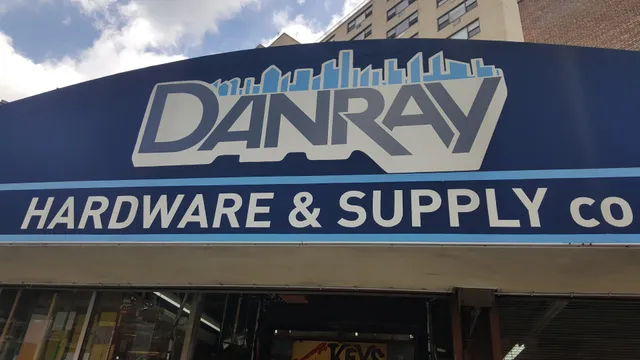 DANRAY
HARDWARE & SUPPLY CO
KEYS